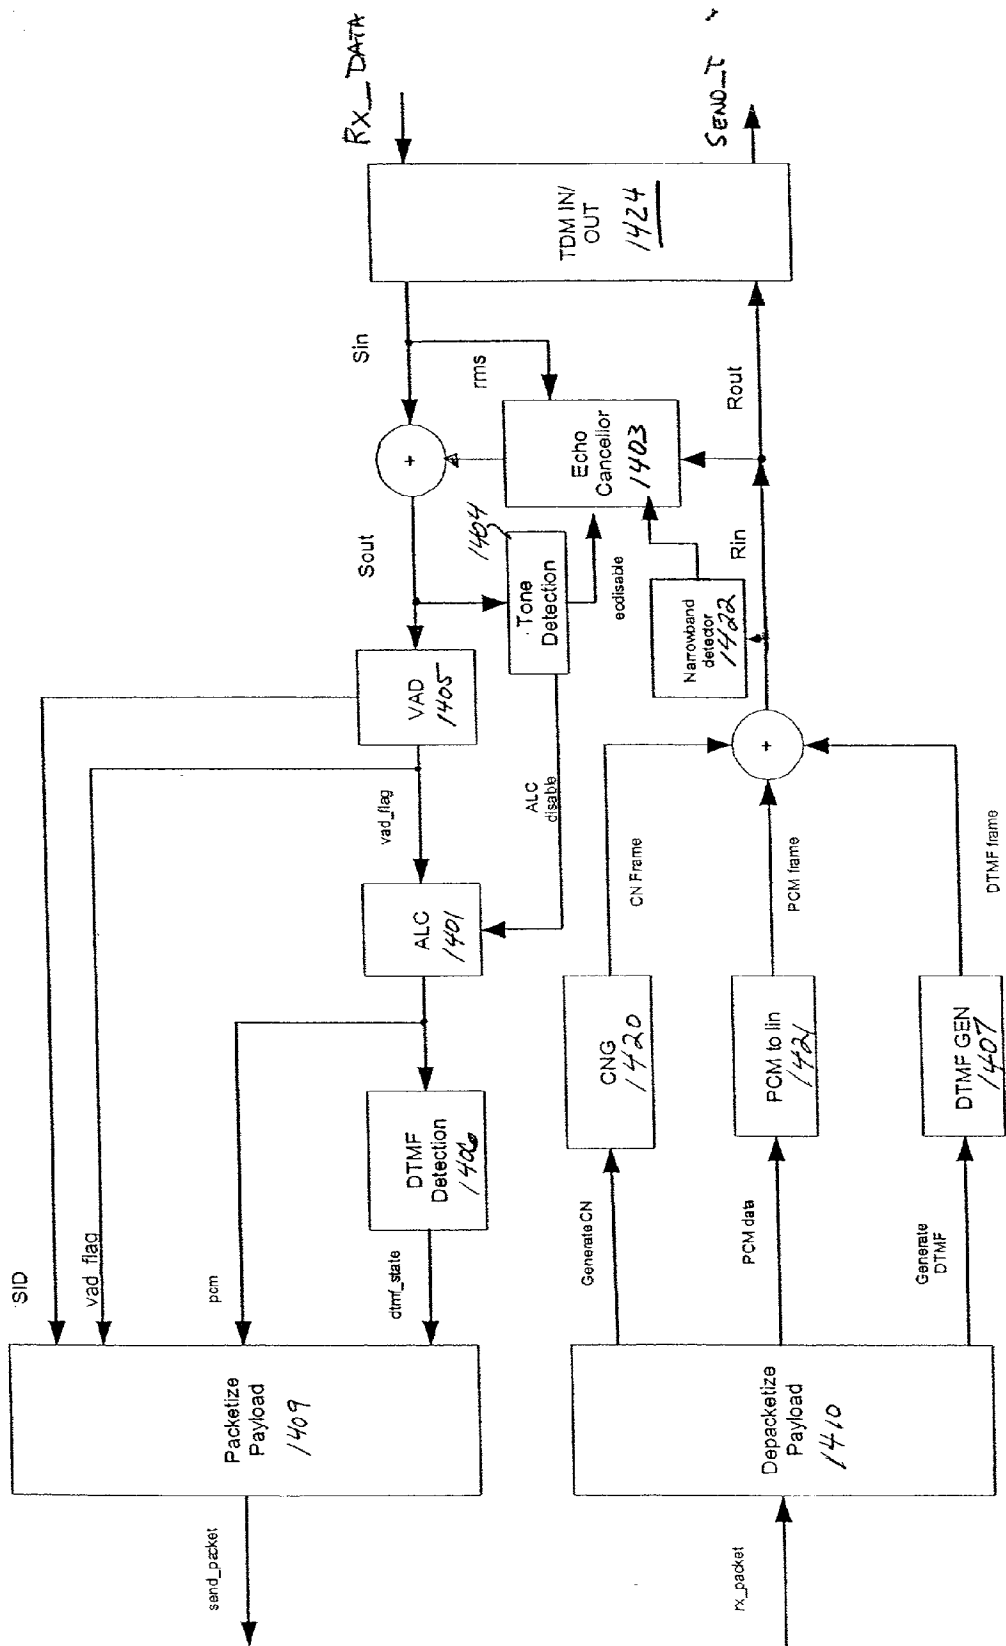 RX_DATA
SEND_T
TDM IN/
OUT
1424
Sin
rms
Rout
+
Echo
Cancellor
1403
Sout
1404
Tone
Detection
ecdisable
Rin
Narrowband
detector
1422
VAD
1405
+
vad_flag
ALC
disable
CN Frame
PCM frame
DTMF frame
ALC
1401
CNG
1420
PCM to lin
1421
DTMF GEN
1407
DTMF
Detection
1406
SID
vad_flag
pcm
dtmf_state
Generate CN
PCM data
Generate
DTMF
Packetize
Payload
1409
Depacketize
Payload
1410
send_packet
rx_packet